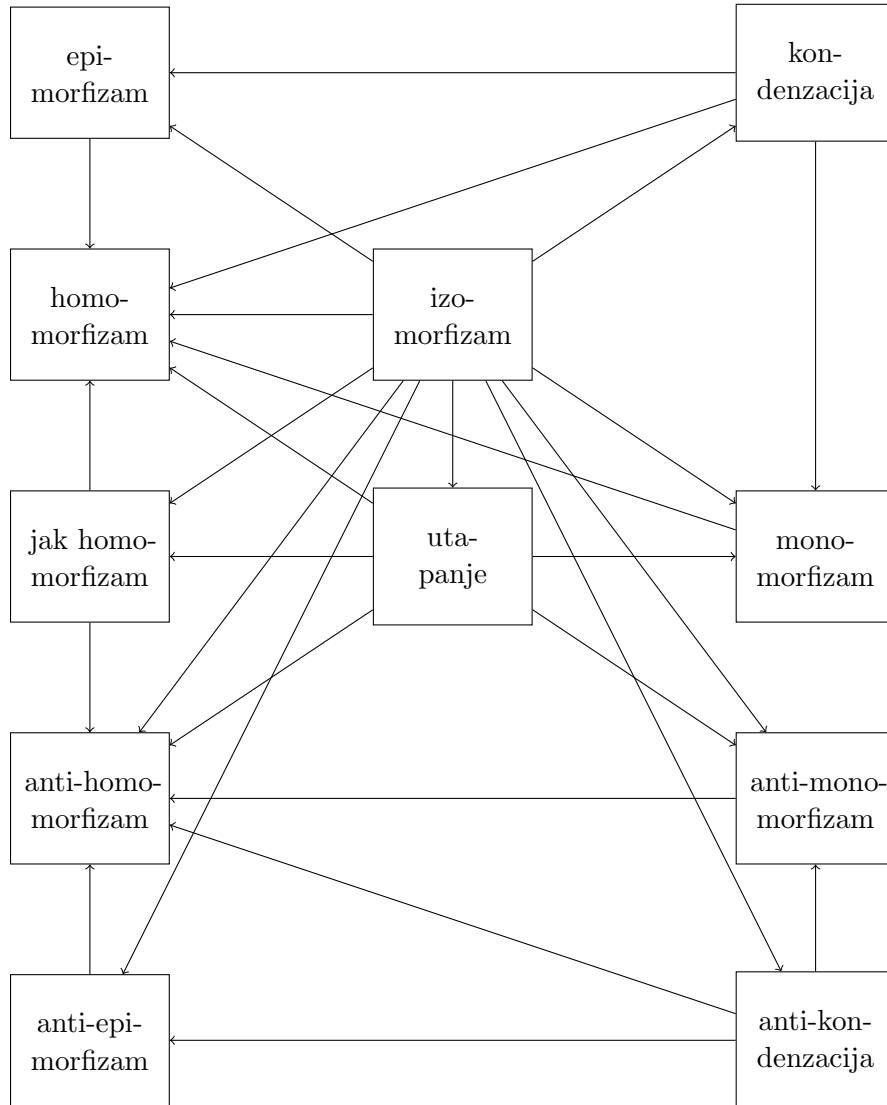 epi-
morfizam
kon-
denzacija
homo-
morfizam
izo-
morfizam
jak homo-
morfizam
uta-
panje
mono-
morfizam
anti-homo-
morfizam
anti-mono-
morfizam
anti-epi-
morfizam
anti-kon-
denzacija